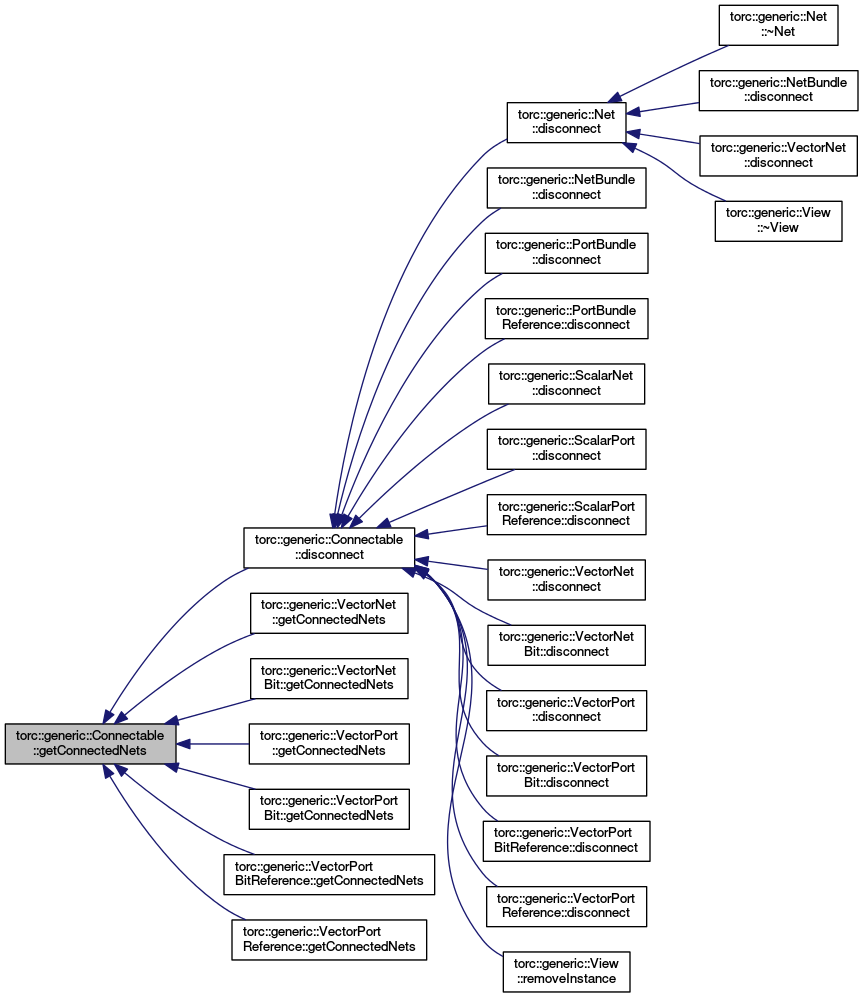 torc::generic::Net
::~Net
torc::generic::NetBundle
::disconnect
torc::generic::Net
::disconnect
torc::generic::VectorNet
::disconnect
torc::generic::View
::~View
torc::generic::NetBundle
::disconnect
torc::generic::PortBundle
::disconnect
torc::generic::PortBundle
Reference::disconnect
torc::generic::ScalarNet
::disconnect
torc::generic::ScalarPort
::disconnect
torc::generic::ScalarPort
Reference::disconnect
torc::generic::Connectable
::disconnect
torc::generic::VectorNet
::disconnect
torc::generic::VectorNet
::getConnectedNets
torc::generic::VectorNet
Bit::disconnect
torc::generic::VectorNet
Bit::getConnectedNets
torc::generic::VectorPort
::disconnect
torc::generic::Connectable
::getConnectedNets
torc::generic::VectorPort
::getConnectedNets
torc::generic::VectorPort
Bit::disconnect
torc::generic::VectorPort
Bit::getConnectedNets
torc::generic::VectorPort
BitReference::disconnect
torc::generic::VectorPort
BitReference::getConnectedNets
torc::generic::VectorPort
Reference::disconnect
torc::generic::VectorPort
Reference::getConnectedNets
torc::generic::View
::removeInstance